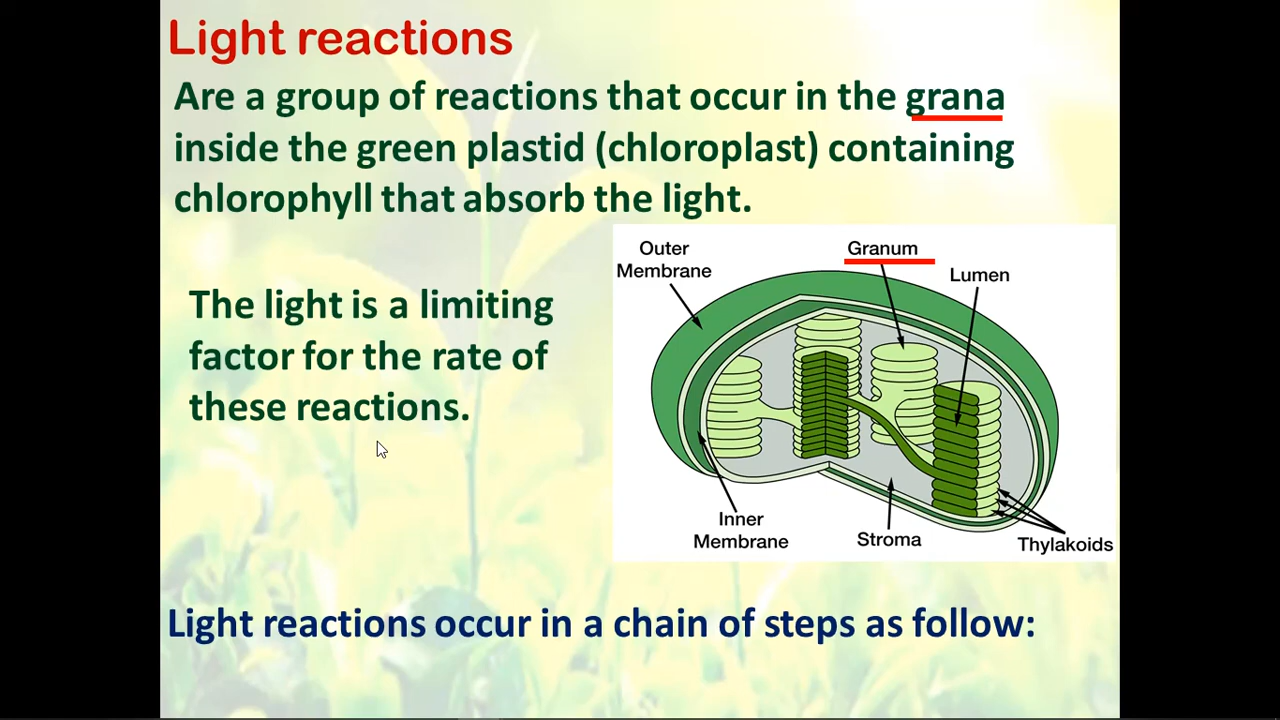 Light reactions
Are a group of reactions that occur in the grana
inside the green plastid (chloroplast) containing
chlorophyll that absorb the light.
The light is a limiting
factor for the rate of
these reactions.
Outer
Membrane
Granum
Lumen
Inner
Membrane
Stroma
Thylakoids
Light reactions occur in a chain of steps as follow: